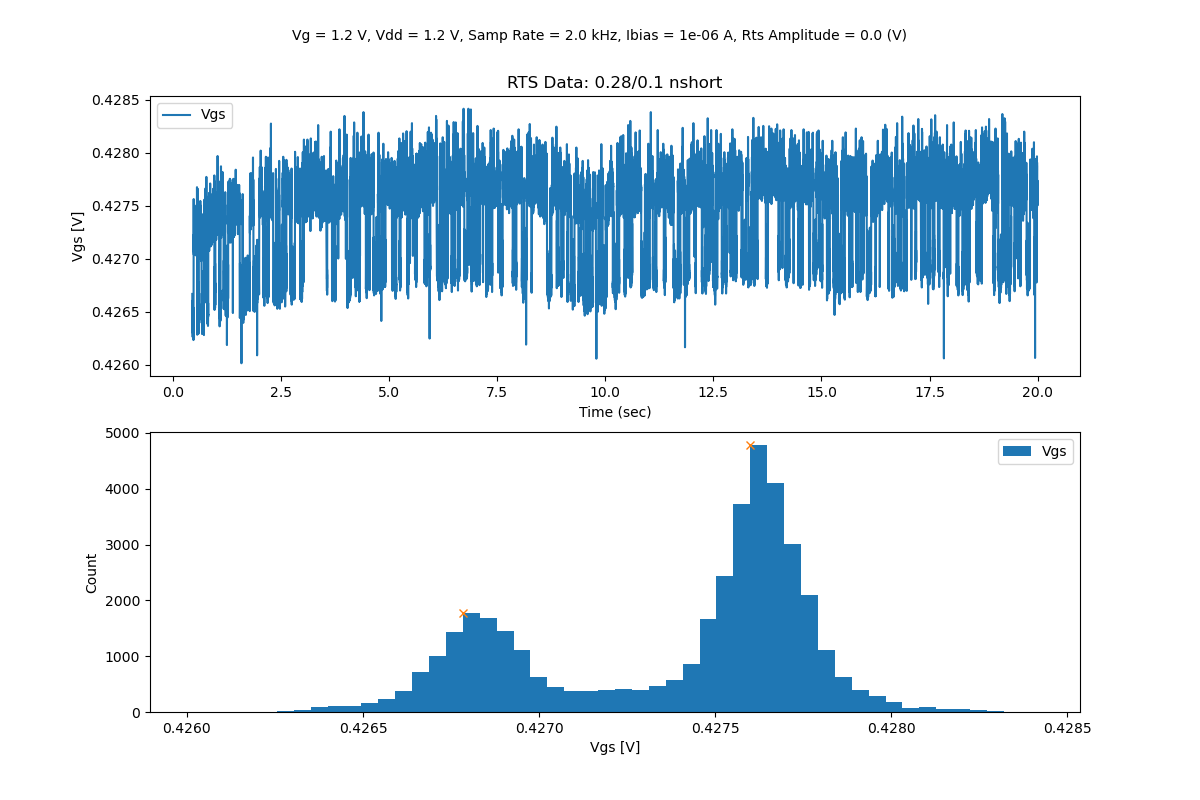 Vg = 1.2 V, Vdd = 1.2 V, Samp Rate = 2.0 kHz, Ibias = 1e-06 A, Rts Amplitude = 0.0 (V)
RTS Data: 0.28/0.1 nshort
Vgs
Vgs [V]
0.4285
0.4280
0.4275
0.4270
0.4265
0.4260
0.0 2.5 5.0 7.5 10.0 12.5 15.0 17.5 20.0
Time (sec)
Vgs
Count
5000
4000
3000
2000
1000
0
0.4260 0.4265 0.4270 0.4275 0.4280 0.4285
Vgs [V]